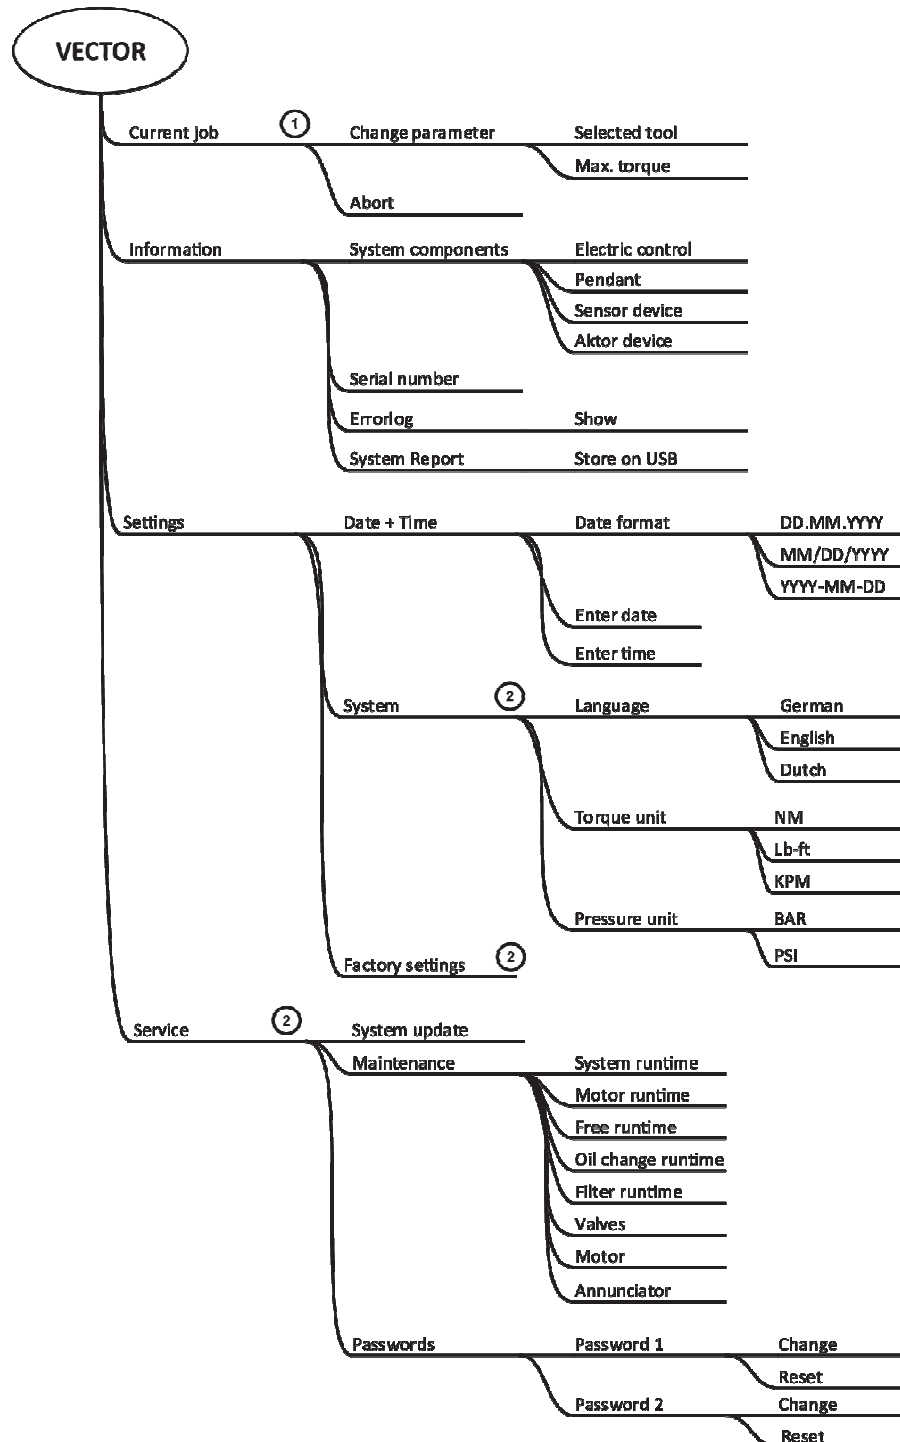 VECTOR
Current job 1 Change parameter Selected tool
Max. torque
Abort
Information System components Electric control
Pendant
Sensor device
Aktor device
Serial number
Errorlog Show
System Report Store on USB
Settings Date + Time Date format DD.MM.YYYY
MM/DD/YYYY
YYYY-MM-DD
Enter date
Enter time
System 2 Language German
English
Dutch
Torque unit NM
Lb-ft
KPM
Pressure unit BAR
PSI
Factory settings 2
Service 2 System update
Maintenance System runtime
Motor runtime
Free runtime
Oil change runtime
Filter runtime
Valves
Motor
Annunciator
Passwords Password 1 Change
Reset
Password 2 Change
Reset